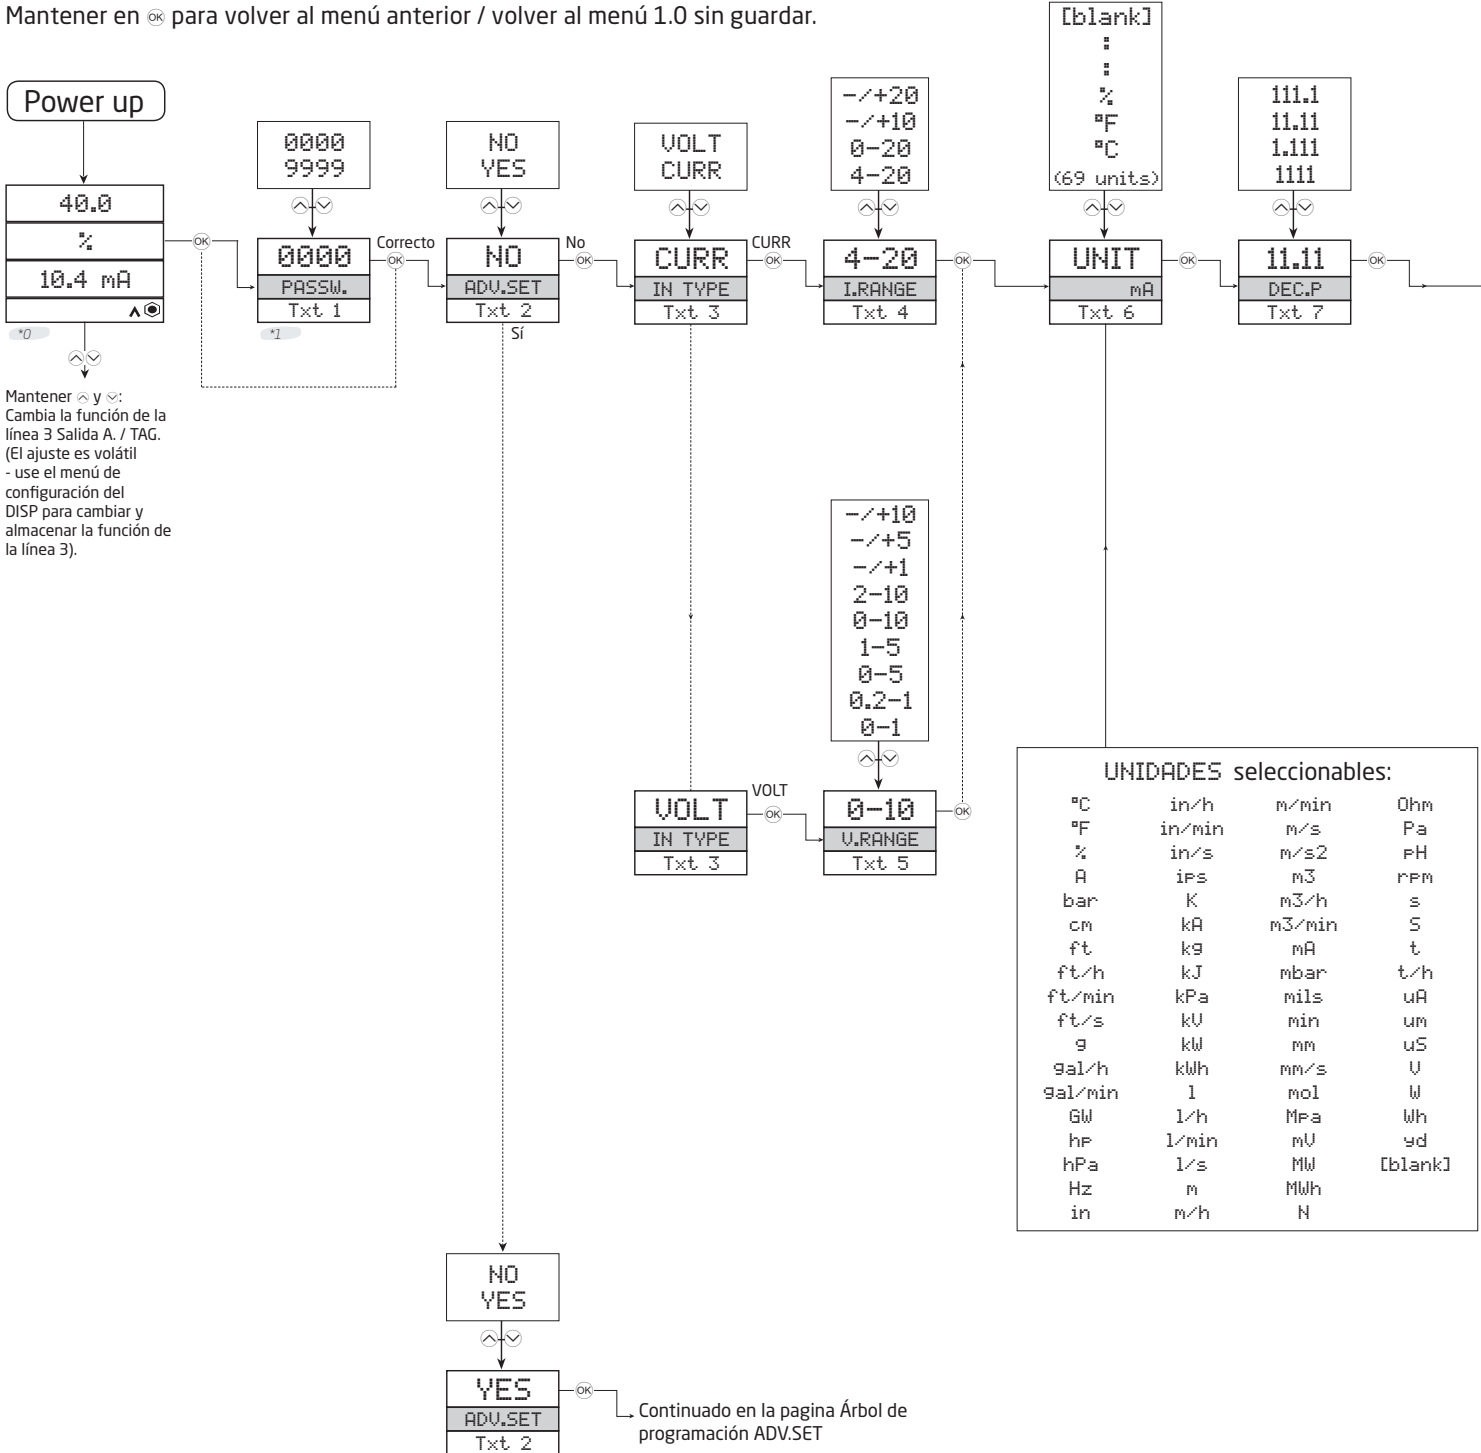 Mantener en OK para volver al menú anterior / volver al menú 1.0 sin guardar.
Power up
40.0
%
10.4 mA
*0
Mantener y :
Cambia la función de la
línea 3 Salida A. / TAG.
(El ajuste es volátil
- use el menú de
configuración del
DISP para cambiar y
almacenar la función de
la línea 3).
OK
0000
9999
0000
PASSW.
Txt 1
*1
Correcto
OK
NO
YES
NO
ADV.SET
Txt 2
No
OK
Sí
VOLT
CURR
CURR
IN TYPE
Txt 3
CURR
OK
-/+20
-/+10
0-20
4-20
4-20
I.RANGE
Txt 4
OK
[blank]
:
:
%
°F
°C
(69 units)
UNIT
mA
Txt 6
OK
111.1
11.11
1.111
1111
11.11
DEC.P
Txt 7
OK
-/+10
-/+5
-/+1
2-10
0-10
1-5
0-5
0.2-1
0-1
VOLT
IN TYPE
Txt 3
VOLT
OK
0-10
V.RANGE
Txt 5
OK
UNIDADES seleccionables:
°C in/h m/min Ohm
°F in/min m/s Pa
% in/s m/s2 pH
A ips m3 rpm
bar K m3/h s
cm kA m3/min S
ft kg mA t
ft/h kJ mbar t/h
ft/min kPa mils uA
ft/s kV min um
g kW mm uS
gal/h kWh mm/s V
gal/min l mol W
GW l/h Mpa Wh
hp l/min mV yd
hPa l/s MW [blank]
Hz m MWh
in m/h N
NO
YES
YES
ADV.SET
Txt 2
OK
Continuado en la pagina Árbol de
programación ADV.SET